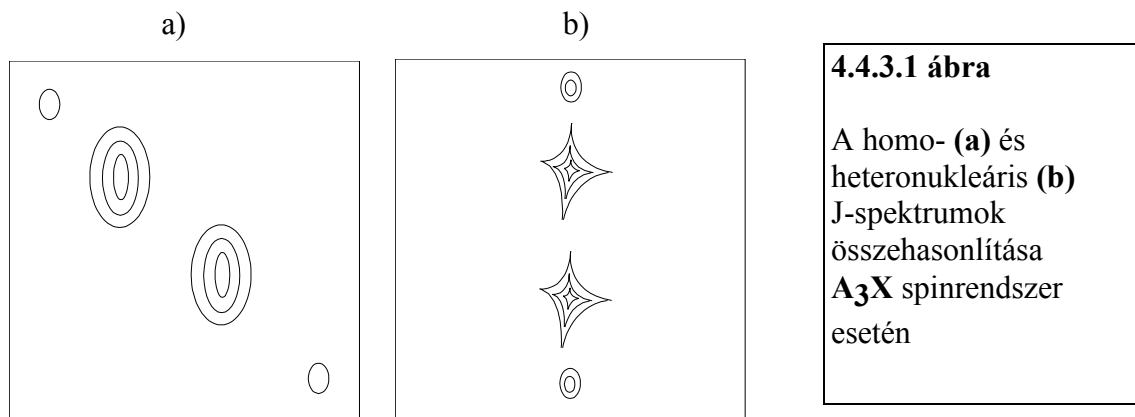 a)
b)
4.4.3.1 ábra
A homo- (a) és
heteronukleáris (b)
J-spektrumok
összehasonlítása
A3X spinrendszer
esetén